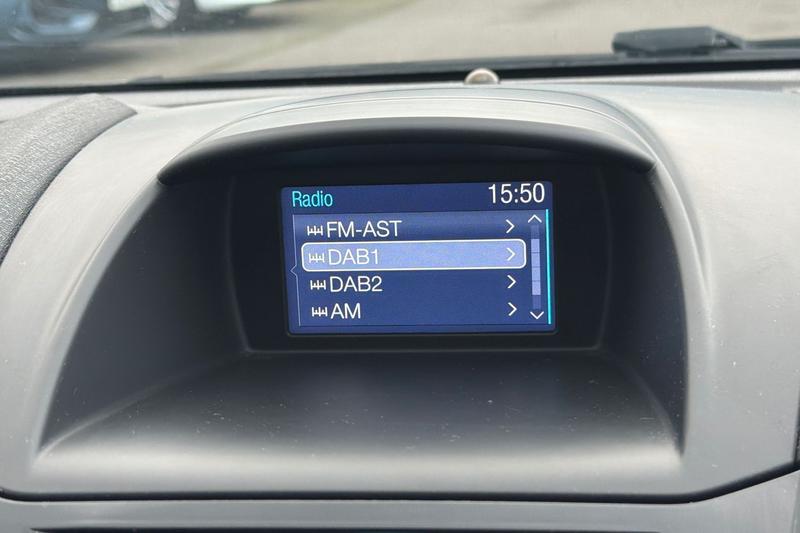 Radio 15:50
FM-AST
DAB1
DAB2
AM